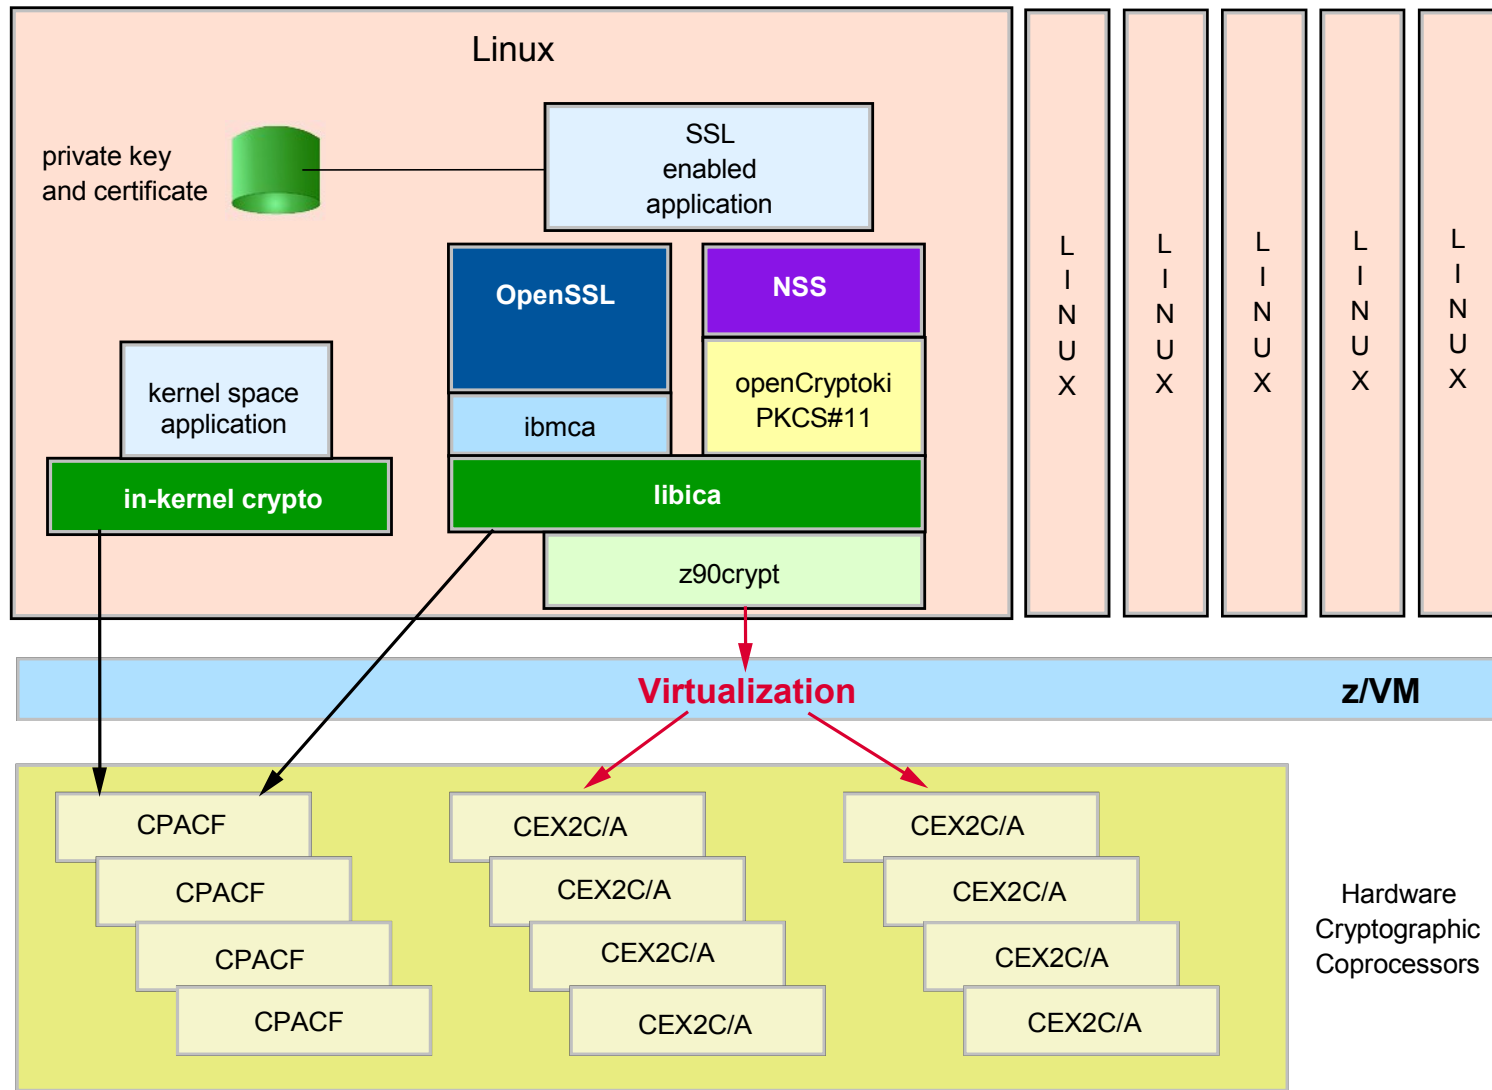 Linux
private key
and certificate
SSL
enabled
application
OpenSSL
NSS
kernel space
application
ibmca
openCryptoki
PKCS#11
in-kernel crypto
libica
z90crypt
L
I
N
U
X
L
I
N
U
X
L
I
N
U
X
L
I
N
U
X
L
I
N
U
X
Virtualization
z/VM
CPACF
CPACF
CPACF
CPACF
CEX2C/A
CEX2C/A
CEX2C/A
CEX2C/A
CEX2C/A
CEX2C/A
CEX2C/A
CEX2C/A
Hardware
Cryptographic
Coprocessors